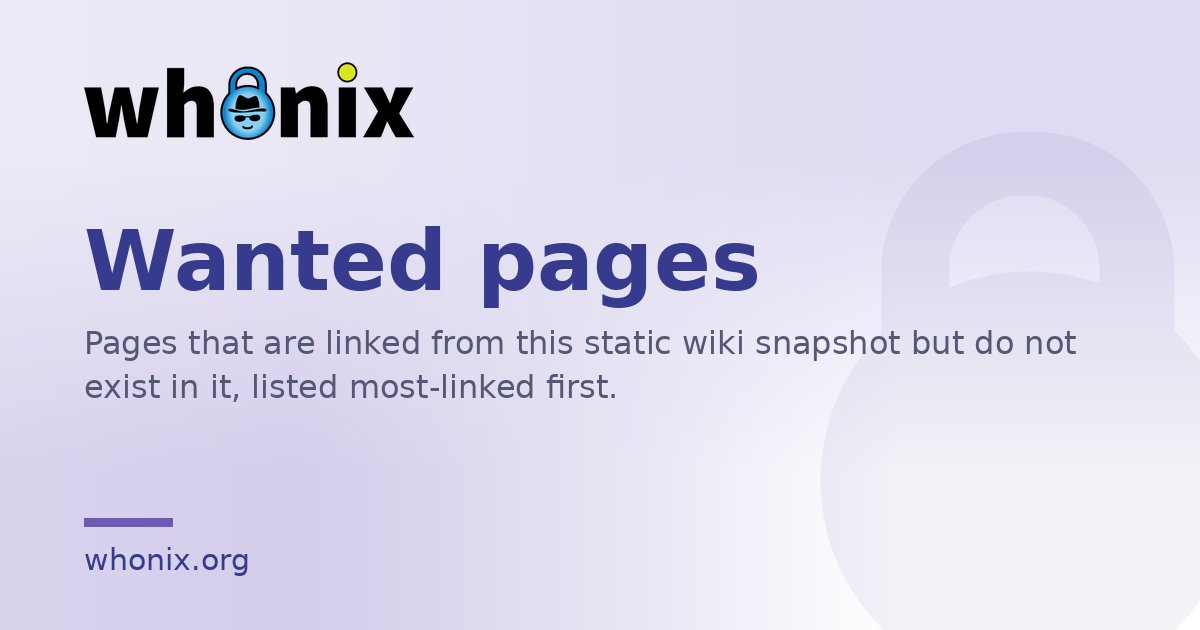 whonix
Wanted pages
Pages that are linked from this static wiki snapshot but do not
exist in it, listed most-linked first.
whonix.org